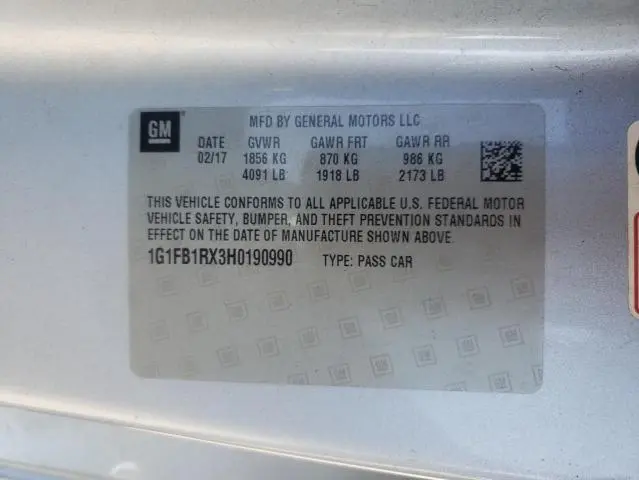 GM
MFD BY GENERAL MOTORS LLC
DATE GVWR GAWR FRT GAWR RR
02/17 1856 KG 870 KG 986 KG
4091 LB 1918 LB 2173 LB
THIS VEHICLE CONFORMS TO ALL APPLICABLE U.S. FEDERAL MOTOR
VEHICLE SAFETY, BUMPER, AND THEFT PREVENTION STANDARDS IN
EFFECT ON THE DATE OF MANUFACTURE SHOWN ABOVE.
1G1FB1RX3H0190990 TYPE: PASS CAR